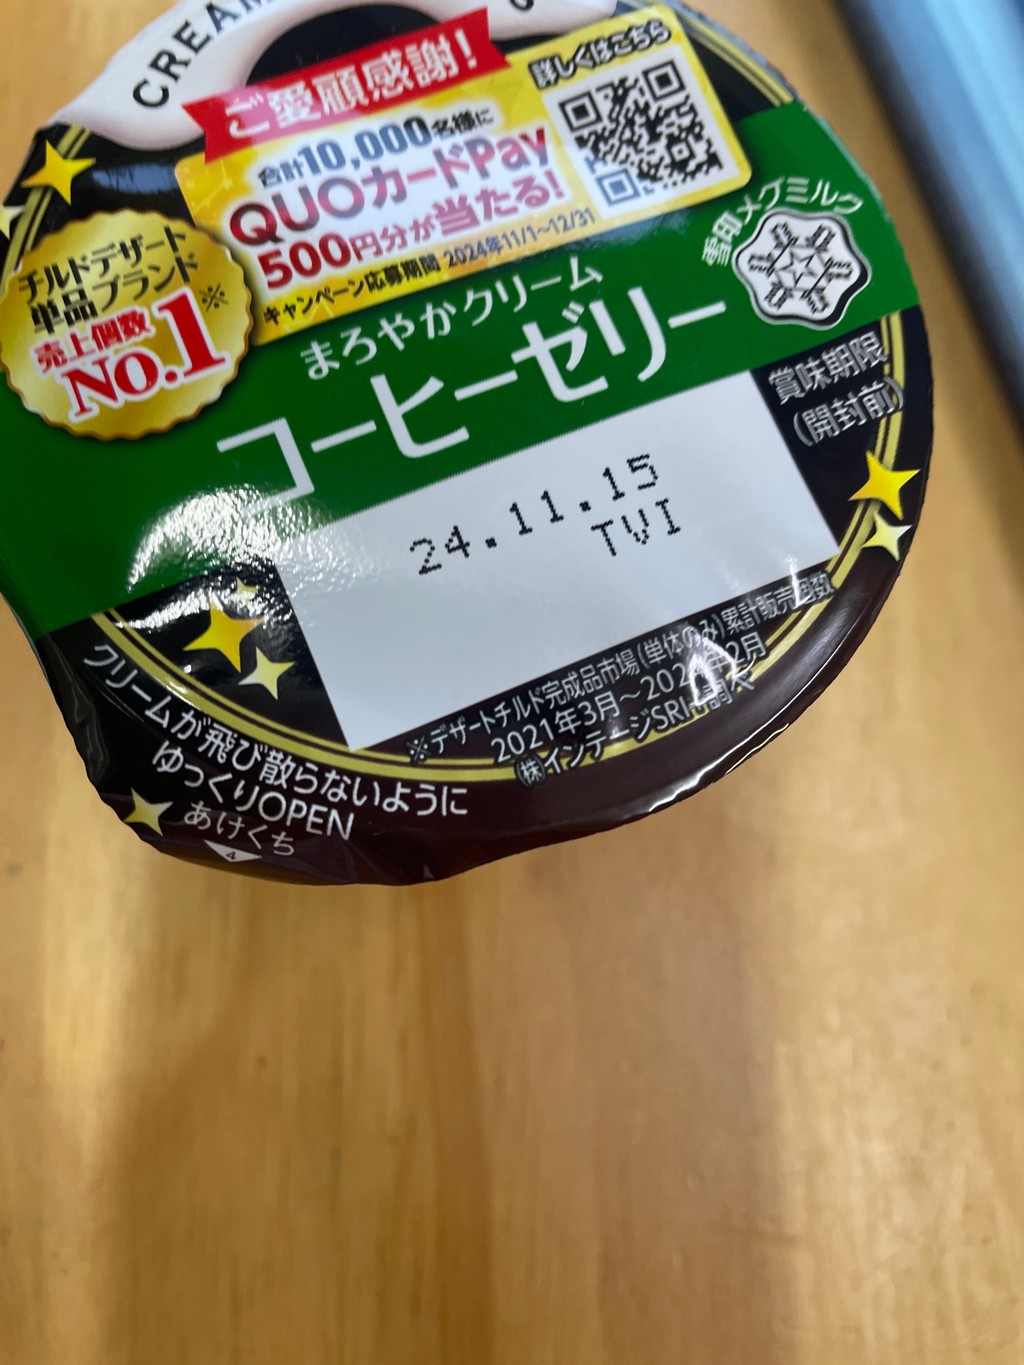 CREAM
ご愛顧感謝!
詳しくはこちら
合計10,000名様に
QUOカードPay
500円分が当たる!
キャンペーン応募期間 2024年11/1~12/31
チルドデザート
単品ブランド※
売上個数
No.1
雪印メグミルク
まろやかクリーム
コーヒーゼリー
賞味期限
(開封前)
24.11.15
TVI
※デザートチルド完成品市場(単体のみ)累計販売個数
2021年3月~202 年2月
㈱インテージSRI+調べ
クリームが飛び散らないように
ゆっくりOPEN
あけくち
4